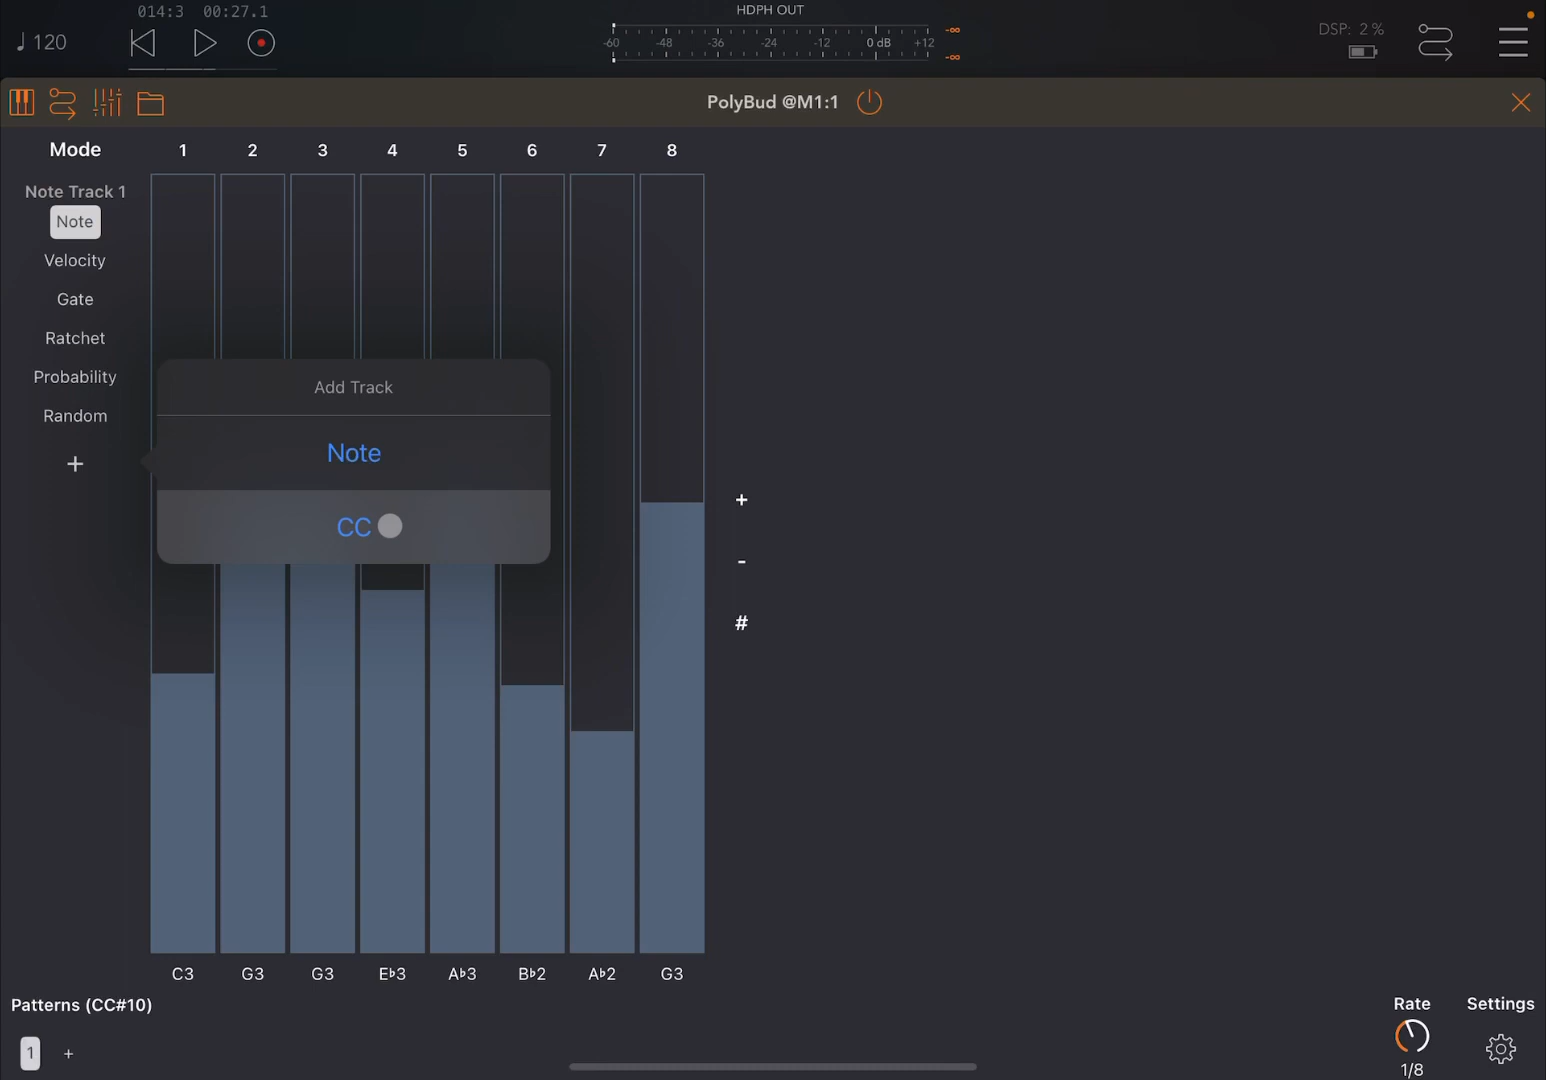 014:3 00:27.1
♩ 120
HDPH OUT
-60 -48 -36 -24 -12 0 dB +12
-∞
-∞
DSP: 2 %
PolyBud @M1:1
Mode 1 2 3 4 5 6 7 8
Note Track 1
Note
Velocity
Gate
Ratchet
Probability
Random
+
Add Track
Note
CC
+
-
#
C3 G3 G3 E♭3 A♭3 B♭2 A♭2 G3
Patterns (CC#10)
1 +
Rate
1/8
Settings